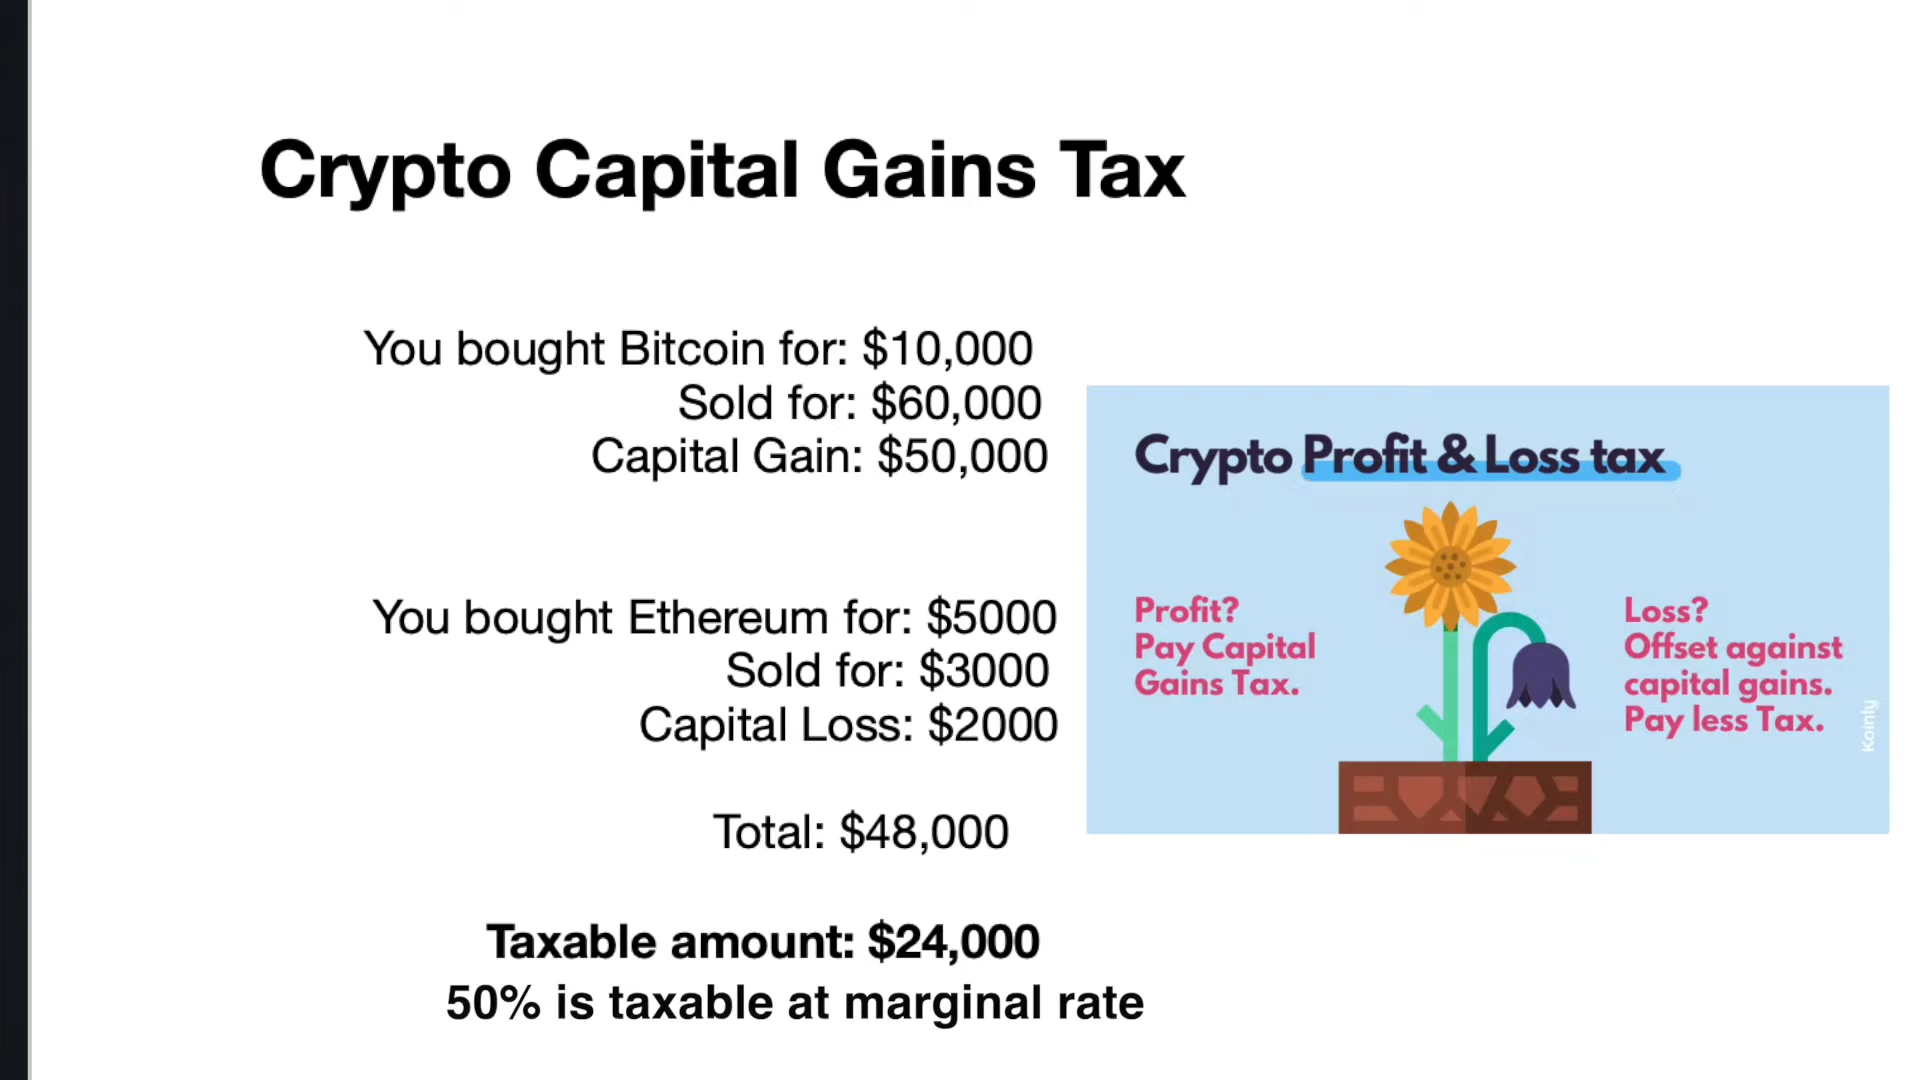 Crypto Capital Gains Tax
You bought Bitcoin for: $10,000
Sold for: $60,000
Capital Gain: $50,000
You bought Ethereum for: $5000
Sold for: $3000
Capital Loss: $2000
Total: $48,000
Taxable amount: $24,000
50% is taxable at marginal rate
Crypto Profit & Loss tax
Profit?
Pay Capital
Gains Tax.
Loss?
Offset against
capital gains.
Pay less Tax.
Koinly